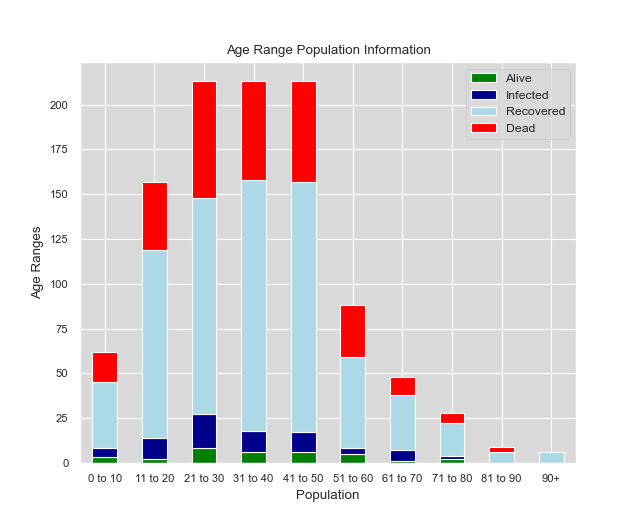 Age Range Population Information
Alive
Infected
Recovered
Dead
200
175
150
125
100
75
50
25
0
Age Ranges
0 to 10 11 to 20 21 to 30 31 to 40 41 to 50 51 to 60 61 to 70 71 to 80 81 to 90 90+
Population